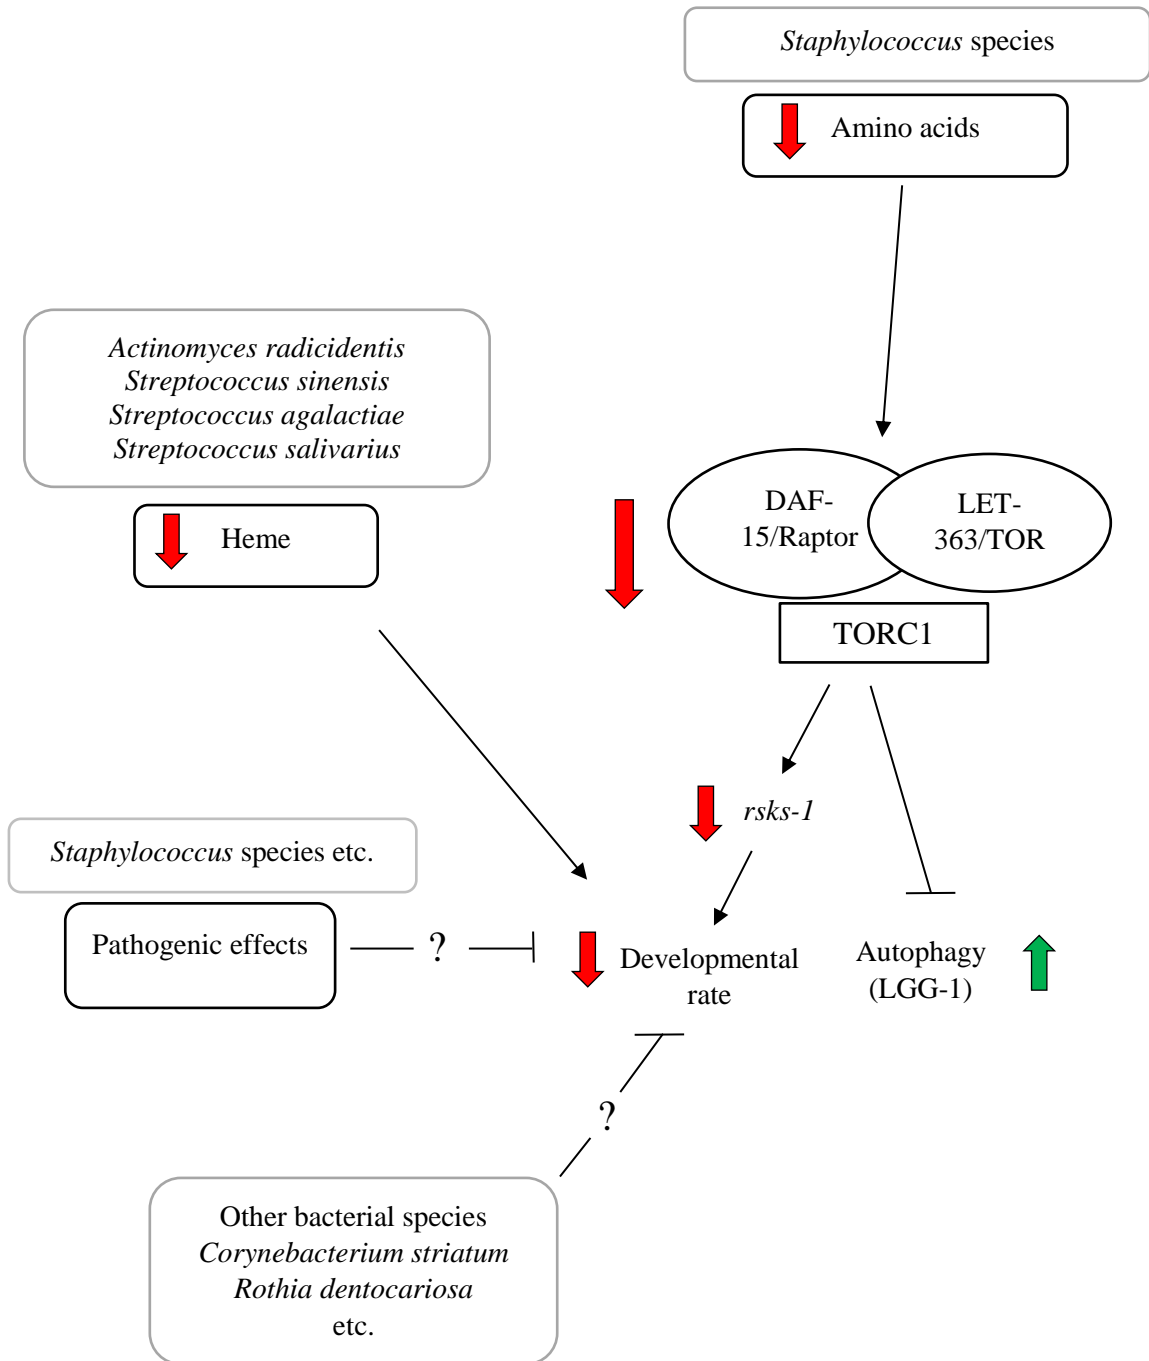 Staphylococcus species
Amino acids
Actinomyces radicidentis
Streptococcus sinensis
Streptococcus agalactiae
Streptococcus salivarius
Heme
DAF-
15/Raptor
LET-
363/TOR
TORC1
rsks-1
Staphylococcus species etc.
Pathogenic effects
?
Developmental
rate
Autophagy
(LGG-1)
?
Other bacterial species
Corynebacterium striatum
Rothia dentocariosa
etc.